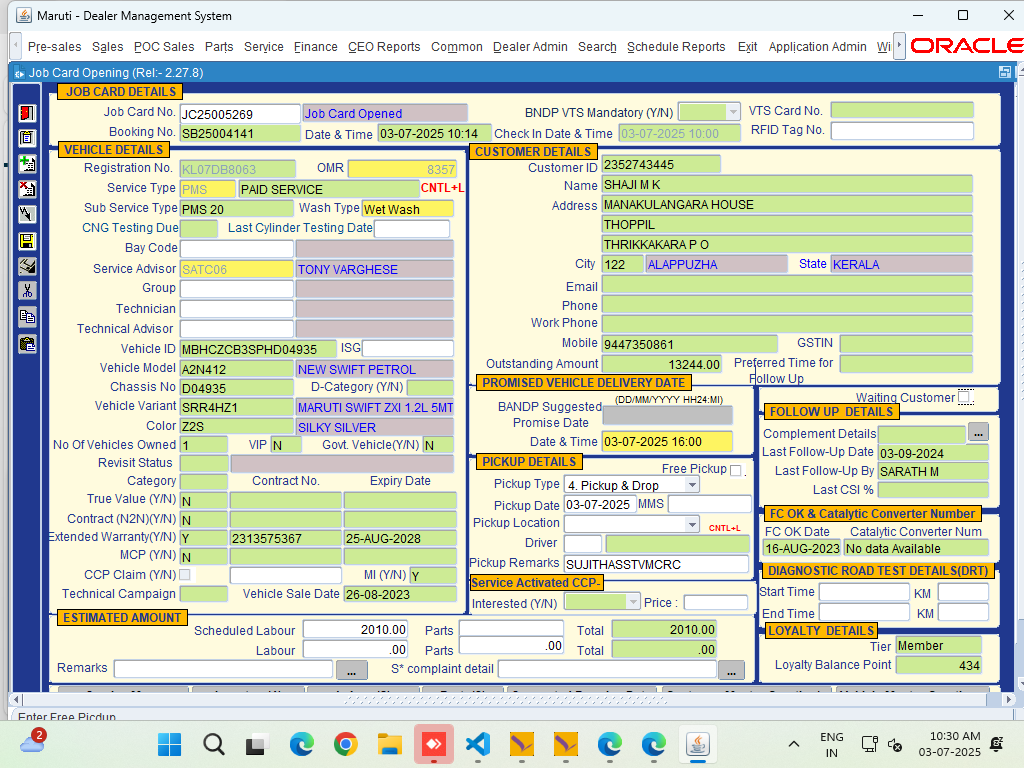 Maruti - Dealer Management System
Pre-sales Sales POC Sales Parts Service Finance CEO Reports Common Dealer Admin Search Schedule Reports Exit Application Admin Wi ORACLE
Job Card Opening (Rel:- 2.27.8)
JOB CARD DETAILS
Job Card No. JC25005269 Job Card Opened BNDP VTS Mandatory (Y/N) VTS Card No.
Booking No. SB25004141 Date & Time 03-07-2025 10:14 Check In Date & Time 03-07-2025 10:00 RFID Tag No.
VEHICLE DETAILS
Registration No. KL07DB8063 OMR 8357
Service Type PMS PAID SERVICE CNTL+L
Sub Service Type PMS 20 Wash Type Wet Wash
CNG Testing Due Last Cylinder Testing Date
Bay Code
Service Advisor SATC06 TONY VARGHESE
Group
Technician
Technical Advisor
Vehicle ID MBHCZCB3SPHD04935 ISG
Vehicle Model A2N412 NEW SWIFT PETROL
Chassis No D04935 D-Category (Y/N)
Vehicle Variant SRR4HZ1 MARUTI SWIFT ZXI 1.2L 5MT
Color Z2S SILKY SILVER
No Of Vehicles Owned 1 VIP N Govt. Vehicle(Y/N) N
Revisit Status
Category Contract No. Expiry Date
True Value (Y/N) N
Contract (N2N)(Y/N) N
Extended Warranty(Y/N) Y 2313575367 25-AUG-2028
MCP (Y/N) N
CCP Claim (Y/N) MI (Y/N) Y
Technical Campaign Vehicle Sale Date 26-08-2023
CUSTOMER DETAILS
Customer ID 2352743445
Name SHAJI M K
Address MANAKULANGARA HOUSE
THOPPIL
THRIKKAKARA P O
City 122 ALAPPUZHA State KERALA
Email
Phone
Work Phone
Mobile 9447350861 GSTIN
Outstanding Amount 13244.00 Preferred Time for
Follow Up
PROMISED VEHICLE DELIVERY DATE
(DD/MM/YYYY HH24:MI)
BANDP Suggested
Promise Date
Date & Time 03-07-2025 16:00
PICKUP DETAILS
Free Pickup .
Pickup Type 4. Pickup & Drop
Pickup Date 03-07-2025 MMS
Pickup Location CNTL+L
Driver
Pickup Remarks SUJITHASSTVMCRC
Service Activated CCP-
Interested (Y/N) Price :
Waiting Customer
FOLLOW UP DETAILS
Complement Details ...
Last Follow-Up Date 03-09-2024
Last Follow-Up By SARATH M
Last CSI %
FC OK & Catalytic Converter Number
FC OK Date Catalytic Converter Num
16-AUG-2023 No data Available
DIAGNOSTIC ROAD TEST DETAILS(DRT)
Start Time KM
End Time KM
LOYALTY DETAILS
Tier Member
Loyalty Balance Point 434
ESTIMATED AMOUNT
Scheduled Labour 2010.00 Parts Total 2010.00
Labour .00 Parts .00 Total .00
Remarks ... S* complaint detail ...
Enter Free Picdup
2
ENG
IN
10:30 AM
03-07-2025